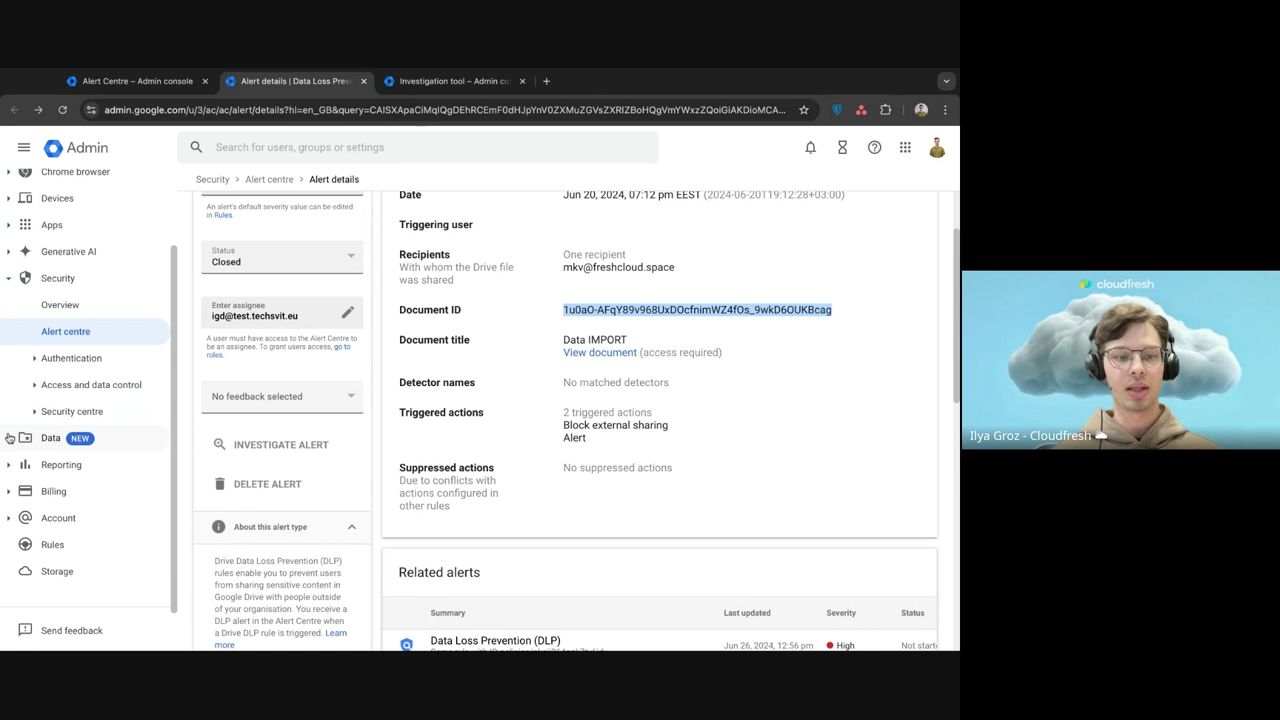 Alert Centre – Admin console
Alert details | Data Loss Prev
Investigation tool – Admin co
admin.google.com/u/3/ac/ac/alert/details?hl=en_GB&query=CAISXApaCiMqIQgDEhRCEmF0dHJpYnV0ZXMuZGVsZXRlZBoHQgVmYWxzZQoiGiAKDioMCA...
Admin
Search for users, groups or settings
Security > Alert centre > Alert details
Chrome browser
Devices
Apps
Generative AI
Security
Overview
Alert centre
Authentication
Access and data control
Security centre
Data NEW
Reporting
Billing
Account
Rules
Storage
Send feedback
An alert's default severity value can be edited
in Rules.
Status
Closed
Enter assignee
igd@test.techsvit.eu
A user must have access to the Alert Centre to
be an assignee. To grant users access, go to
roles.
No feedback selected
INVESTIGATE ALERT
DELETE ALERT
About this alert type
Drive Data Loss Prevention (DLP)
rules enable you to prevent users
from sharing sensitive content in
Google Drive with people outside
of your organisation. You receive a
DLP alert in the Alert Centre when
a Drive DLP rule is triggered. Learn
more
Date
Jun 20, 2024, 07:12 pm EEST (2024-06-20T19:12:28+03:00)
Triggering user
Recipients
With whom the Drive file
was shared
One recipient
mkv@freshcloud.space
Document ID
1u0aO-AFqY89v968UxDOcfnimWZ4fOs_9wkD6OUKBcag
Document title
Data IMPORT
View document (access required)
Detector names
No matched detectors
Triggered actions
2 triggered actions
Block external sharing
Alert
Suppressed actions
Due to conflicts with
actions configured in
other rules
No suppressed actions
Related alerts
Summary
Last updated
Severity
Status
Data Loss Prevention (DLP)
Jun 26, 2024, 12:56 pm
High
Not starte
cloudfresh
Ilya Groz - Cloudfresh